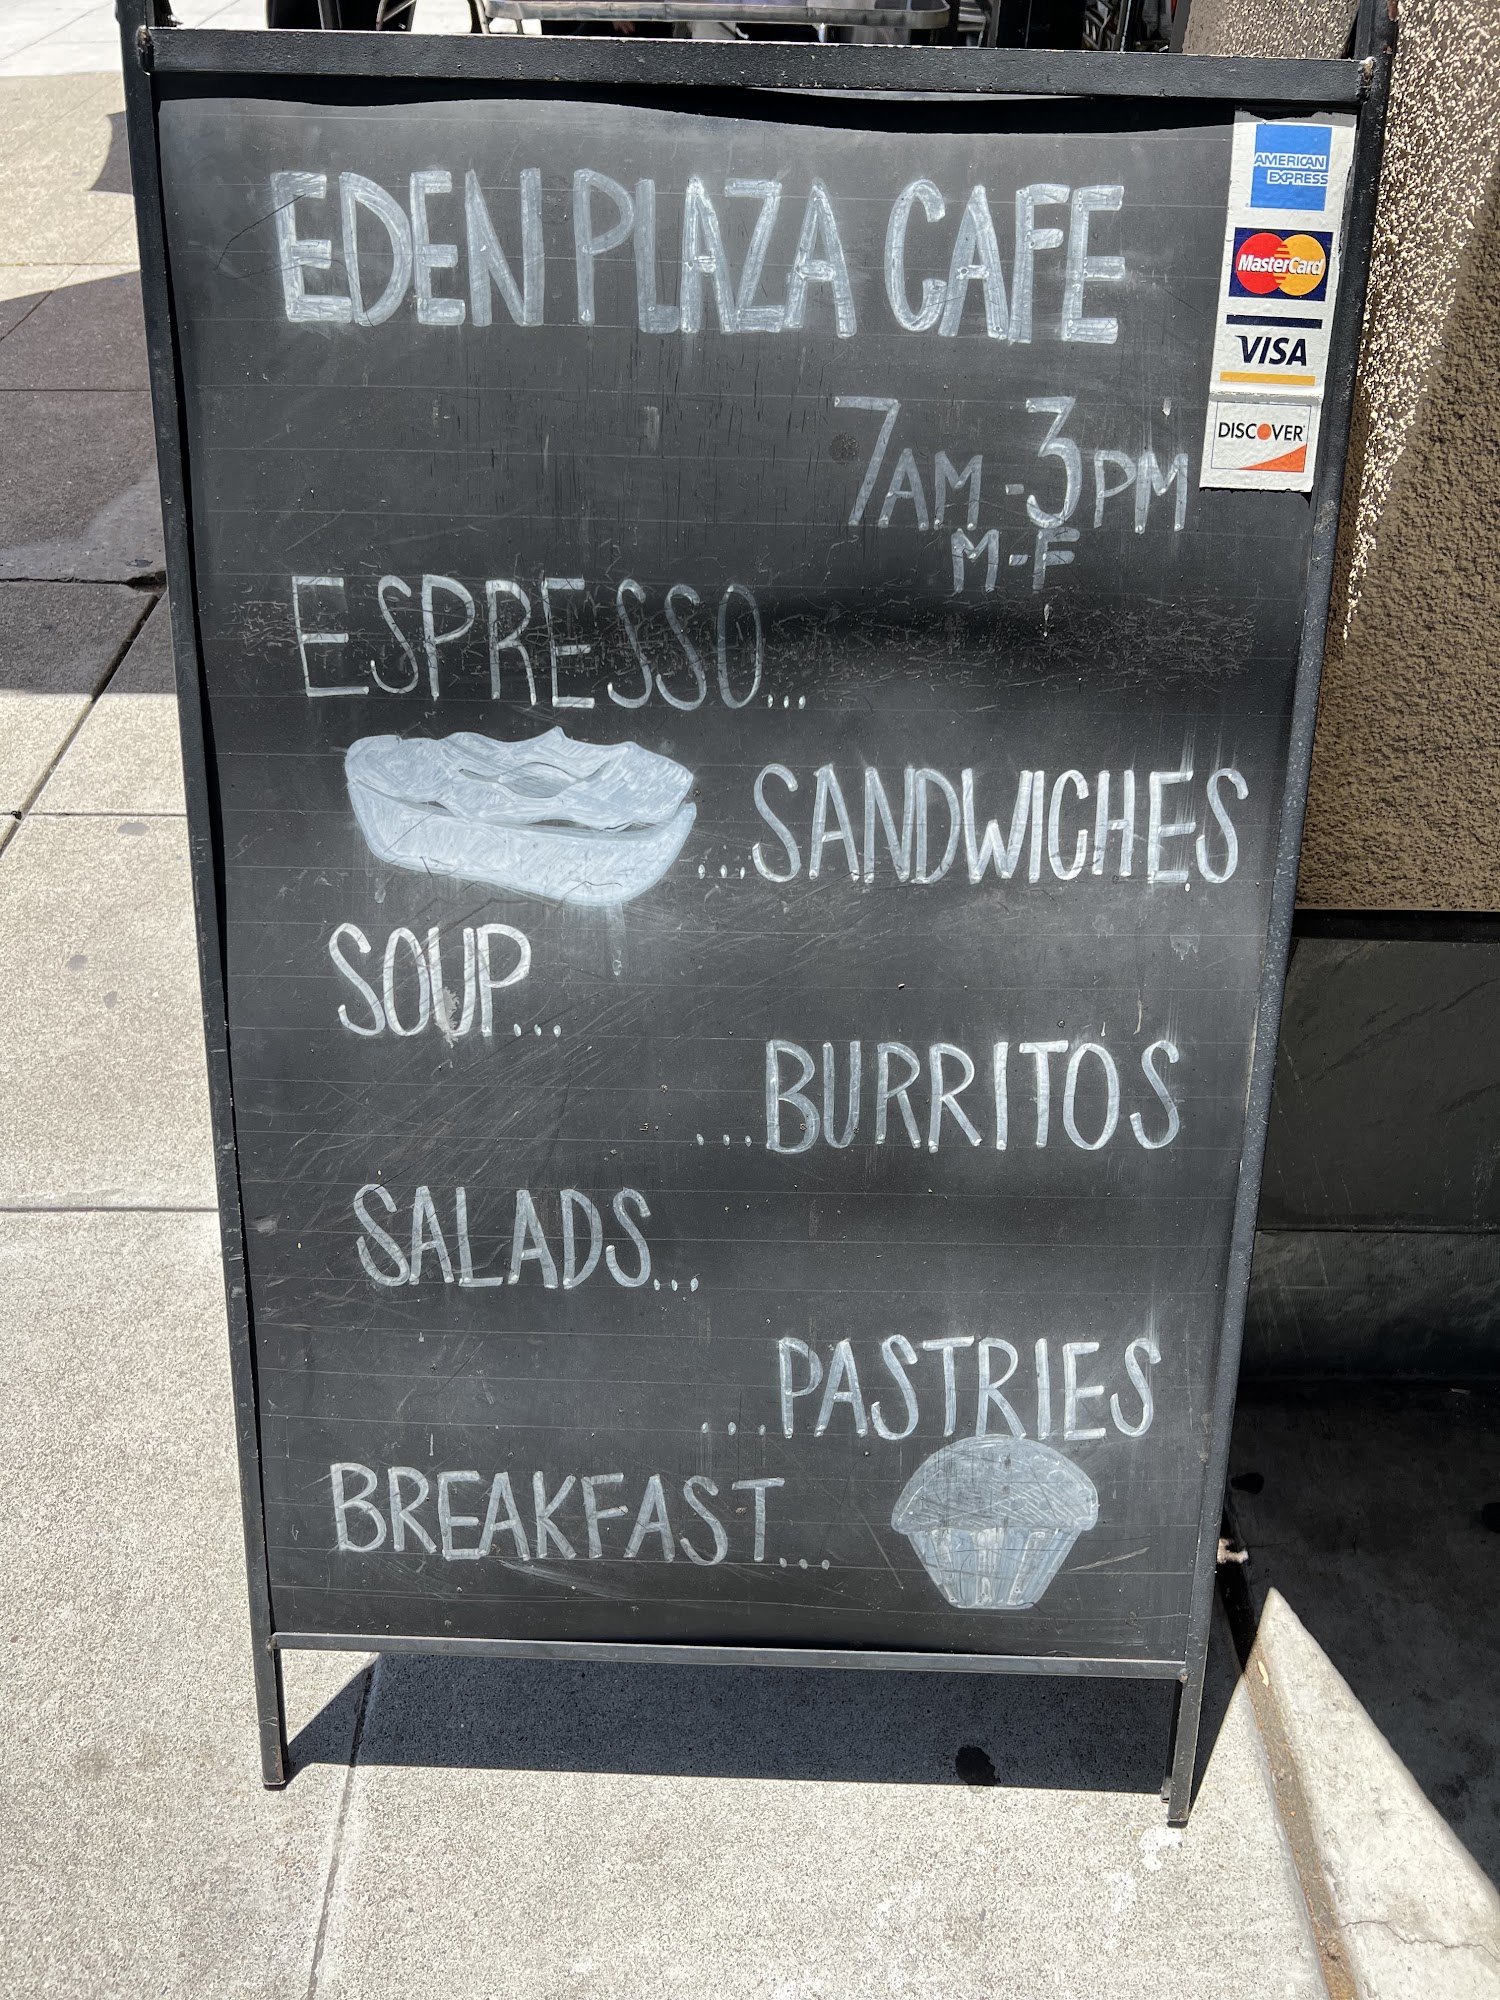 EDEN PLAZA CAFE
AMERICAN
EXPRESS
MasterCard
VISA
DISCOVER
7AM-3PM
M-F
ESPRESSO...
...SANDWICHES
SOUP...
...BURRITOS
SALADS...
...PASTRIES
BREAKFAST...